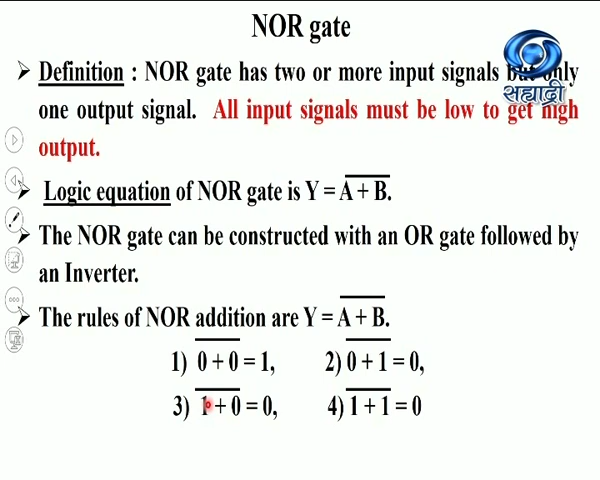 NOR gate
➤ Definition : NOR gate has two or more input signals but only
one output signal. All input signals must be low to get high
output.
➤ Logic equation of NOR gate is Y = A̅ ̅+̅ ̅B̅.
➤ The NOR gate can be constructed with an OR gate followed by
an Inverter.
➤ The rules of NOR addition are Y = A̅ ̅+̅ ̅B̅.
1) 0̅ ̅+̅ ̅0̅ = 1, 2) 0̅ ̅+̅ ̅1̅ = 0,
3) 1̅ ̅+̅ ̅0̅ = 0, 4) 1̅ ̅+̅ ̅1̅ = 0
सह्याद्री